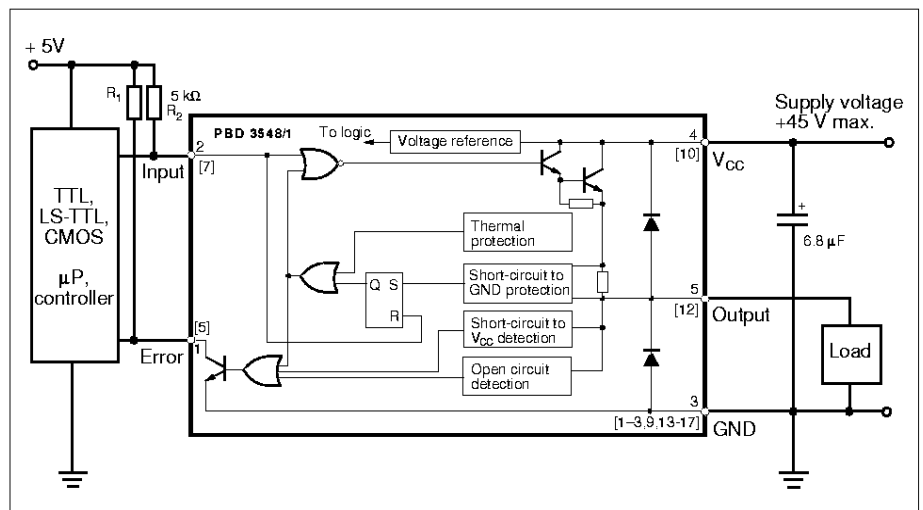 + 5V
R1
5 kΩ
R2
PBD 3548/1
To logic
Voltage reference
Supply voltage
+45 V max.
2
Input
[7]
4
[10]
VCC
TTL,
LS-TTL,
CMOS
µP,
controller
Thermal
protection
+
6.8 µF
Q S
R
Short-circuit to
GND protection
5
[12]
Output
Short-circuit to
VCC detection
[5]
1
Error
Open circuit
detection
Load
3
[1–3,9,13-17]
GND